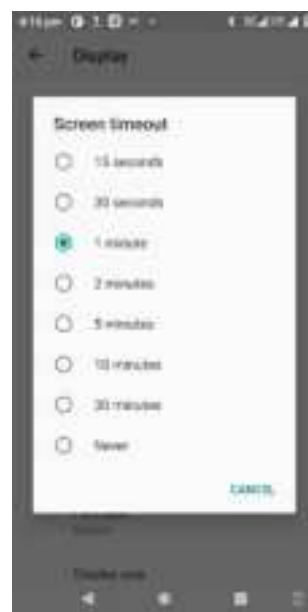 Display
Screen timeout
15 seconds
30 seconds
1 minute
2 minutes
5 minutes
10 minutes
30 minutes
Never
CANCEL